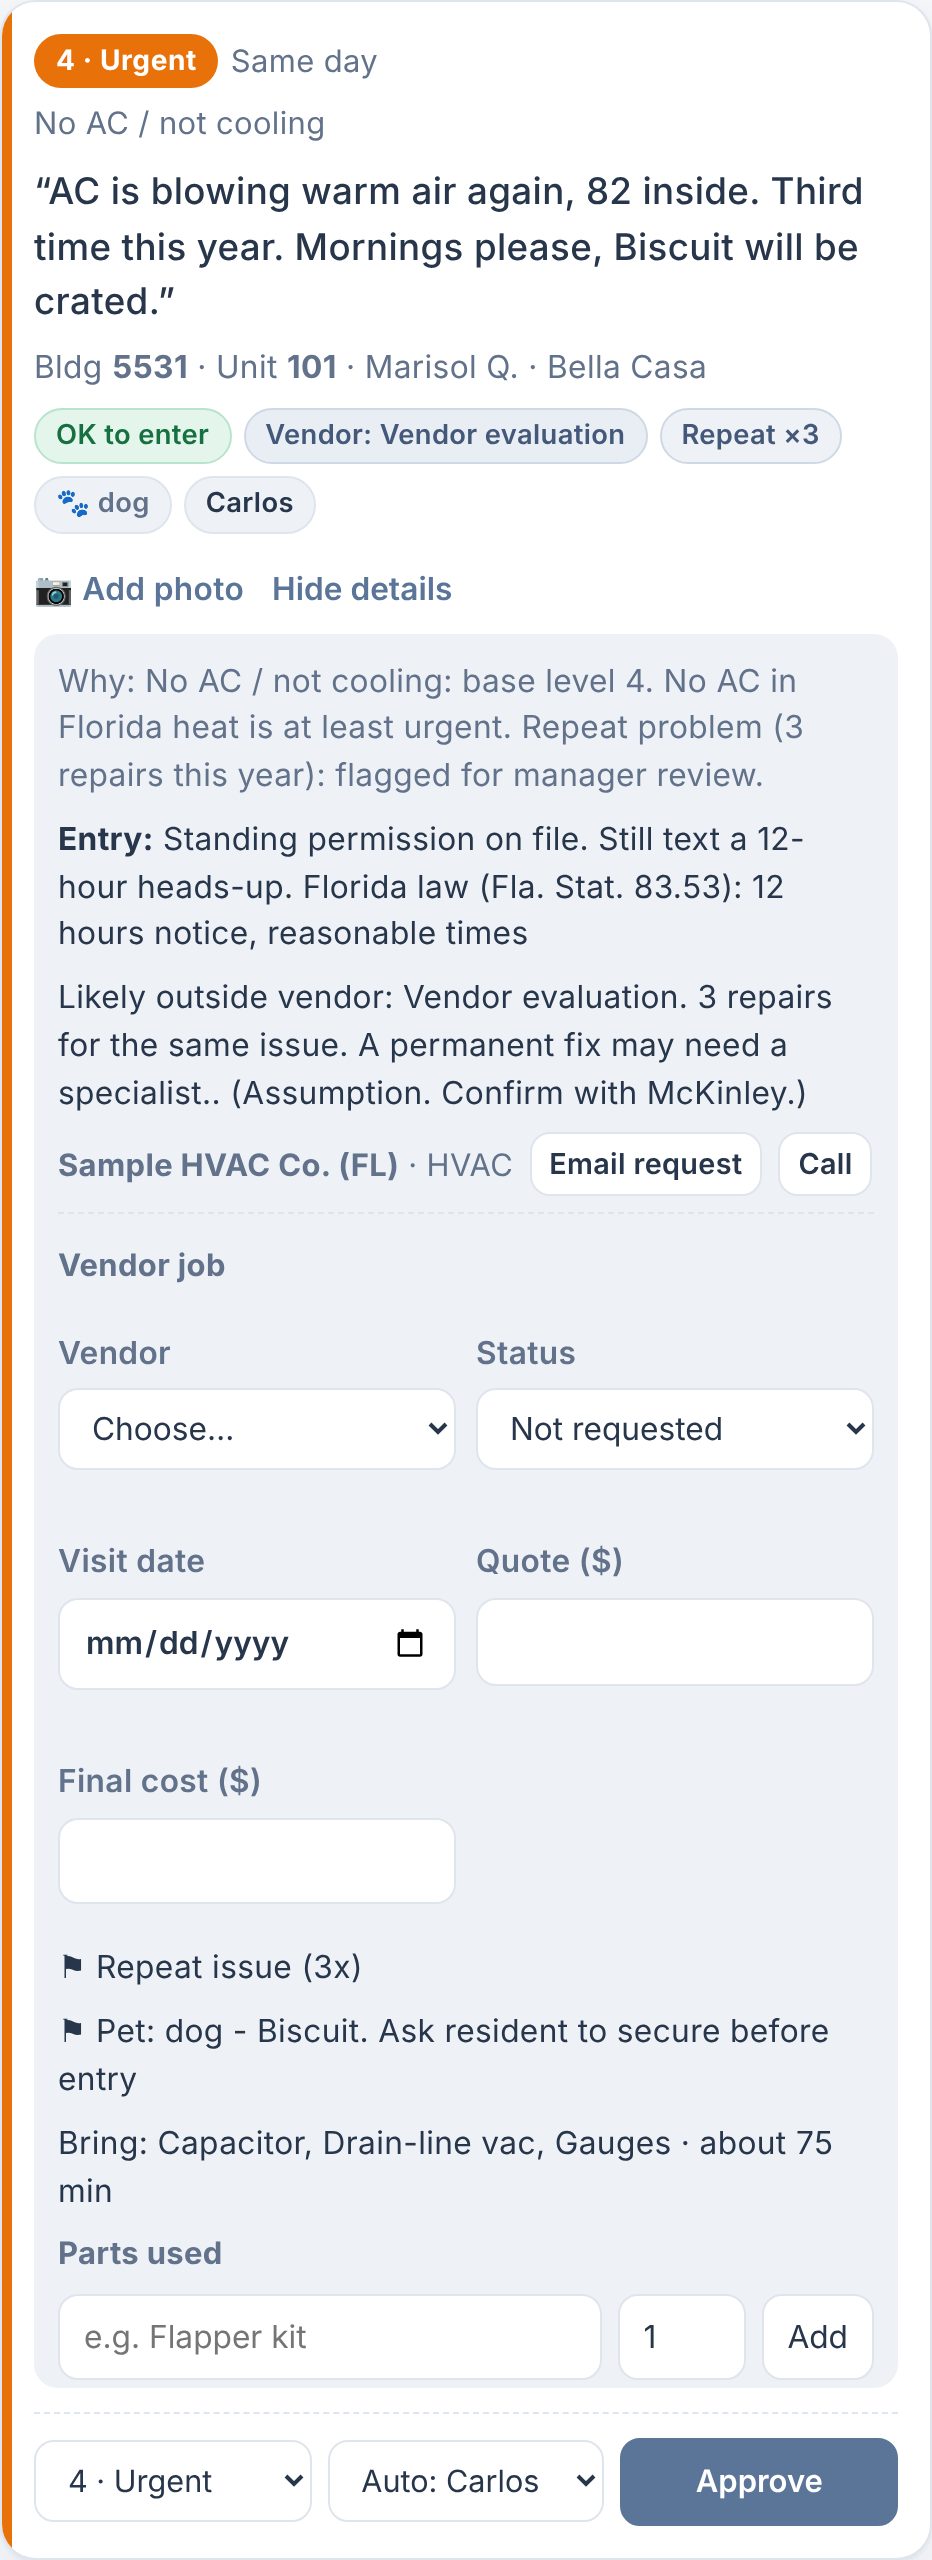 4 · Urgent Same day
No AC / not cooling
“AC is blowing warm air again, 82 inside. Third
time this year. Mornings please, Biscuit will be
crated.”
Bldg 5531 · Unit 101 · Marisol Q. · Bella Casa
OK to enter Vendor: Vendor evaluation Repeat ×3
🐾 dog Carlos
📷 Add photo Hide details
Why: No AC / not cooling: base level 4. No AC in
Florida heat is at least urgent. Repeat problem (3
repairs this year): flagged for manager review.
Entry: Standing permission on file. Still text a 12-
hour heads-up. Florida law (Fla. Stat. 83.53): 12
hours notice, reasonable times
Likely outside vendor: Vendor evaluation. 3 repairs
for the same issue. A permanent fix may need a
specialist.. (Assumption. Confirm with McKinley.)
Sample HVAC Co. (FL) · HVAC Email request Call
Vendor job
Vendor Status
Choose... Not requested
Visit date Quote ($)
mm/dd/yyyy
Final cost ($)
⚑ Repeat issue (3x)
⚑ Pet: dog - Biscuit. Ask resident to secure before
entry
Bring: Capacitor, Drain-line vac, Gauges · about 75
min
Parts used
e.g. Flapper kit 1 Add
4 · Urgent Auto: Carlos Approve